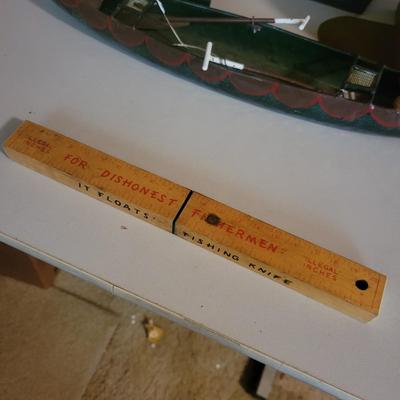 ILLEGAL
INCHES
FOR "DISHONEST FISHERMEN"
ILLEGAL
INCHES
IT FLOATS! FISHING KNIFE